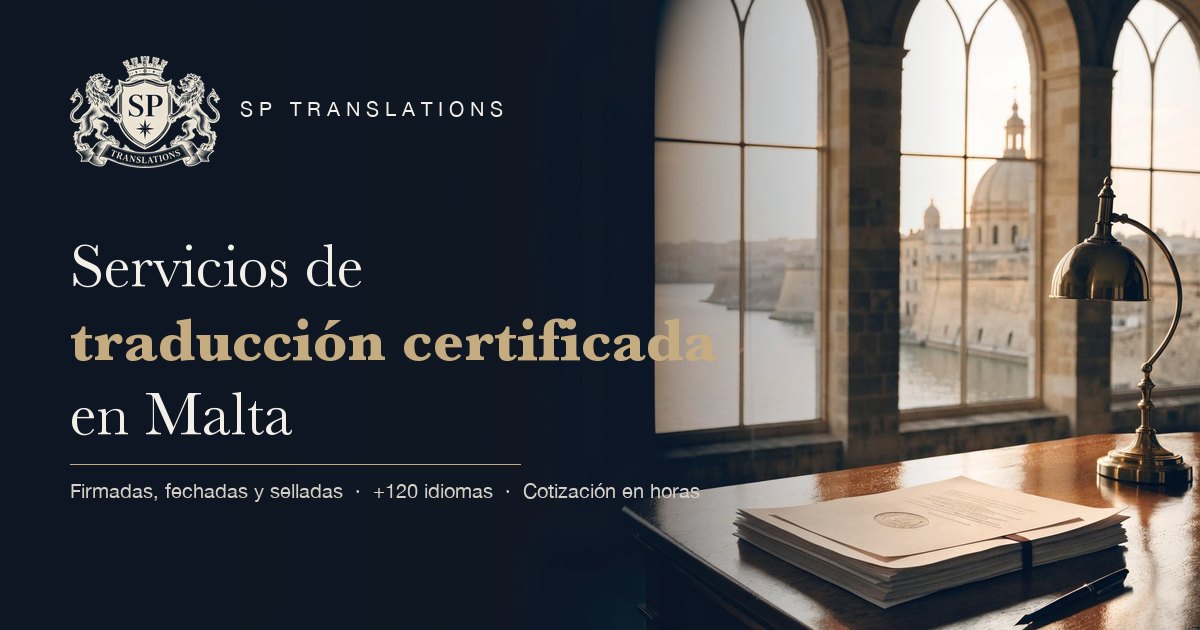 SP
TRANSLATIONS
SP TRANSLATIONS
Servicios de
traducción certificada
en Malta
Firmadas, fechadas y selladas · +120 idiomas · Cotización en horas